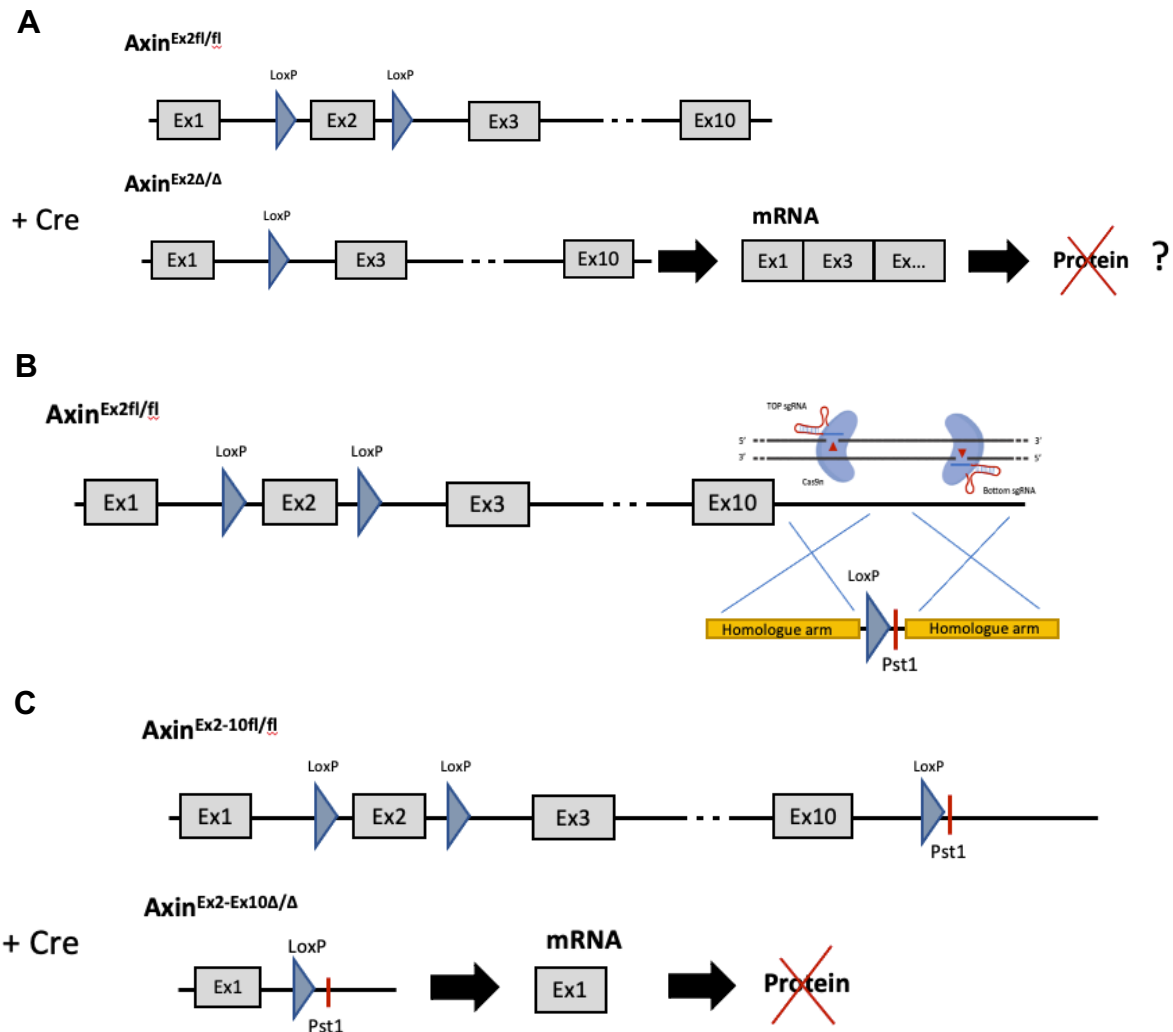 A
Axin^Ex2fl/fl
LoxP LoxP
Ex1 Ex2 Ex3 Ex10
Axin^Ex2Δ/Δ
+ Cre
LoxP
mRNA
Ex1 Ex3 Ex10 Ex1 Ex3 Ex... Protein ?
B
Axin^Ex2fl/fl
TOP sgRNA
5' 3'
3' 5'
Cas9n
Bottom sgRNA
LoxP LoxP
Ex1 Ex2 Ex3 Ex10
LoxP
Homologue arm Homologue arm
Pst1
C
Axin^Ex2-10fl/fl
LoxP LoxP LoxP
Ex1 Ex2 Ex3 Ex10
Pst1
Axin^Ex2-Ex10Δ/Δ
+ Cre
LoxP
mRNA
Ex1 Ex1 Protein
Pst1